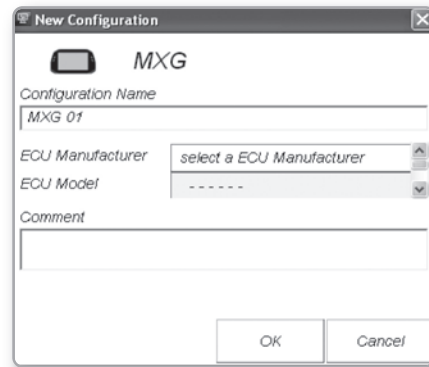 New Configuration
MXG
Configuration Name
MXG 01
ECU Manufacturer select a ECU Manufacturer
ECU Model ------
Comment
OK Cancel